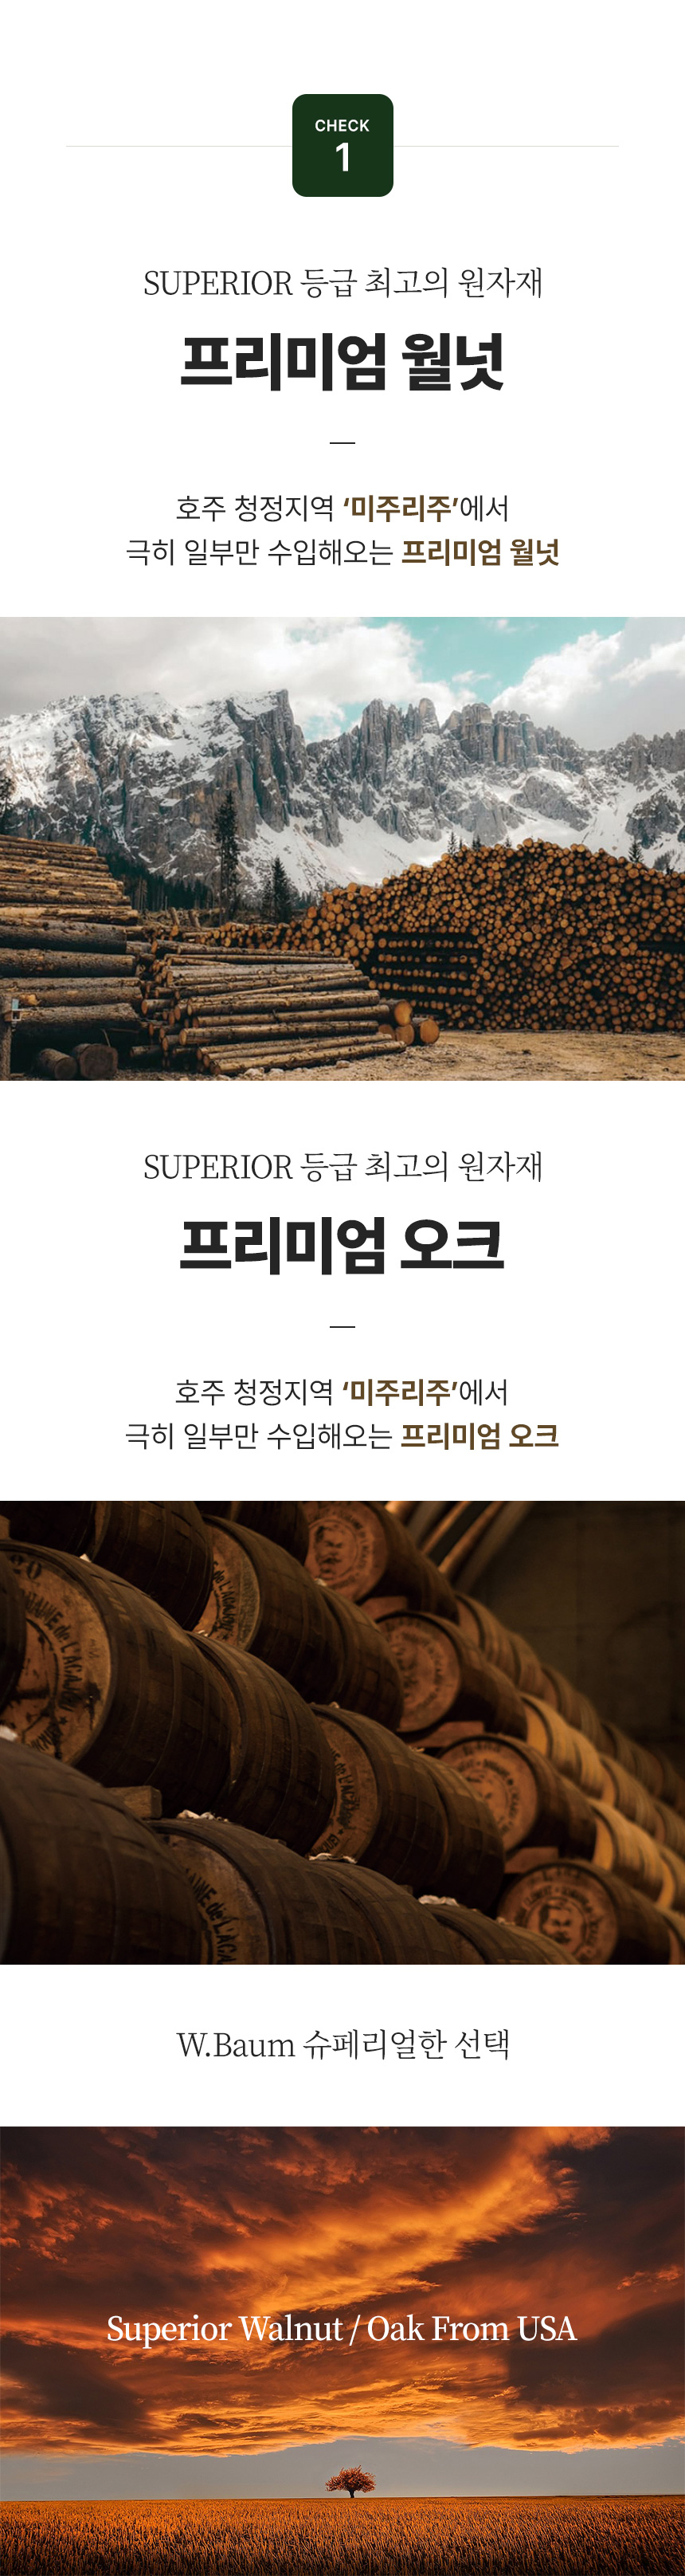 CHECK
1
SUPERIOR 등급 최고의 원자재
프리미엄 월넛
호주 청정지역 ‘미주리주’에서
극히 일부만 수입해오는 프리미엄 월넛
SUPERIOR 등급 최고의 원자재
프리미엄 오크
호주 청정지역 ‘미주리주’에서
극히 일부만 수입해오는 프리미엄 오크
W.Baum 슈페리얼한 선택
Superior Walnut / Oak From USA